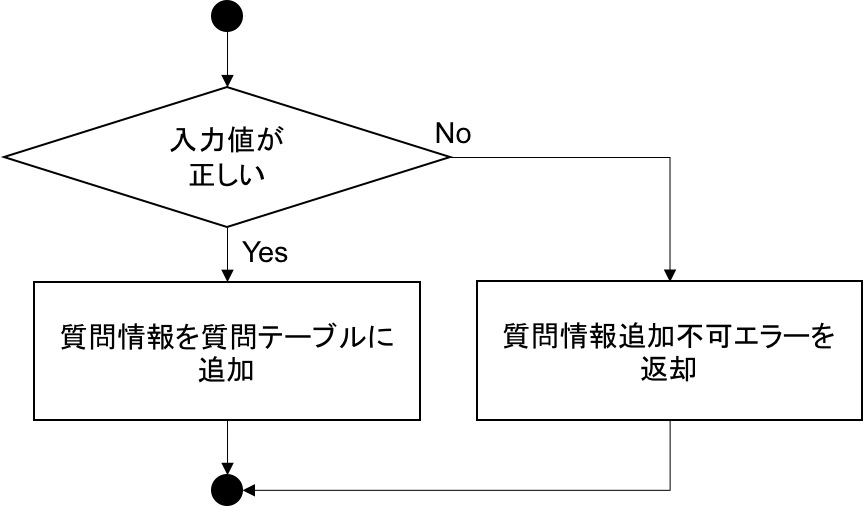 入力値が
正しい
No
Yes
質問情報を質問テーブルに
追加
質問情報追加不可エラーを
返却